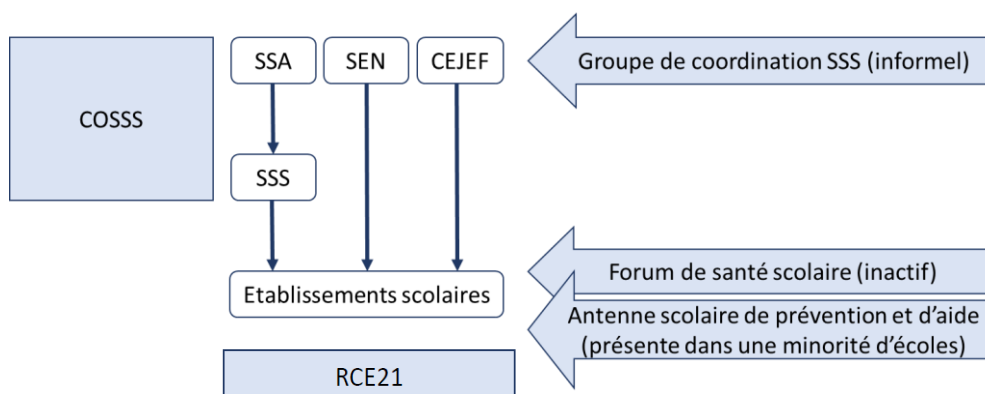 COSSS
SSA
SEN
CEJEF
Groupe de coordination SSS (informel)
SSS
Forum de santé scolaire (inactif)
Etablissements scolaires
Antenne scolaire de prévention et d'aide
(présente dans une minorité d'écoles)
RCE21